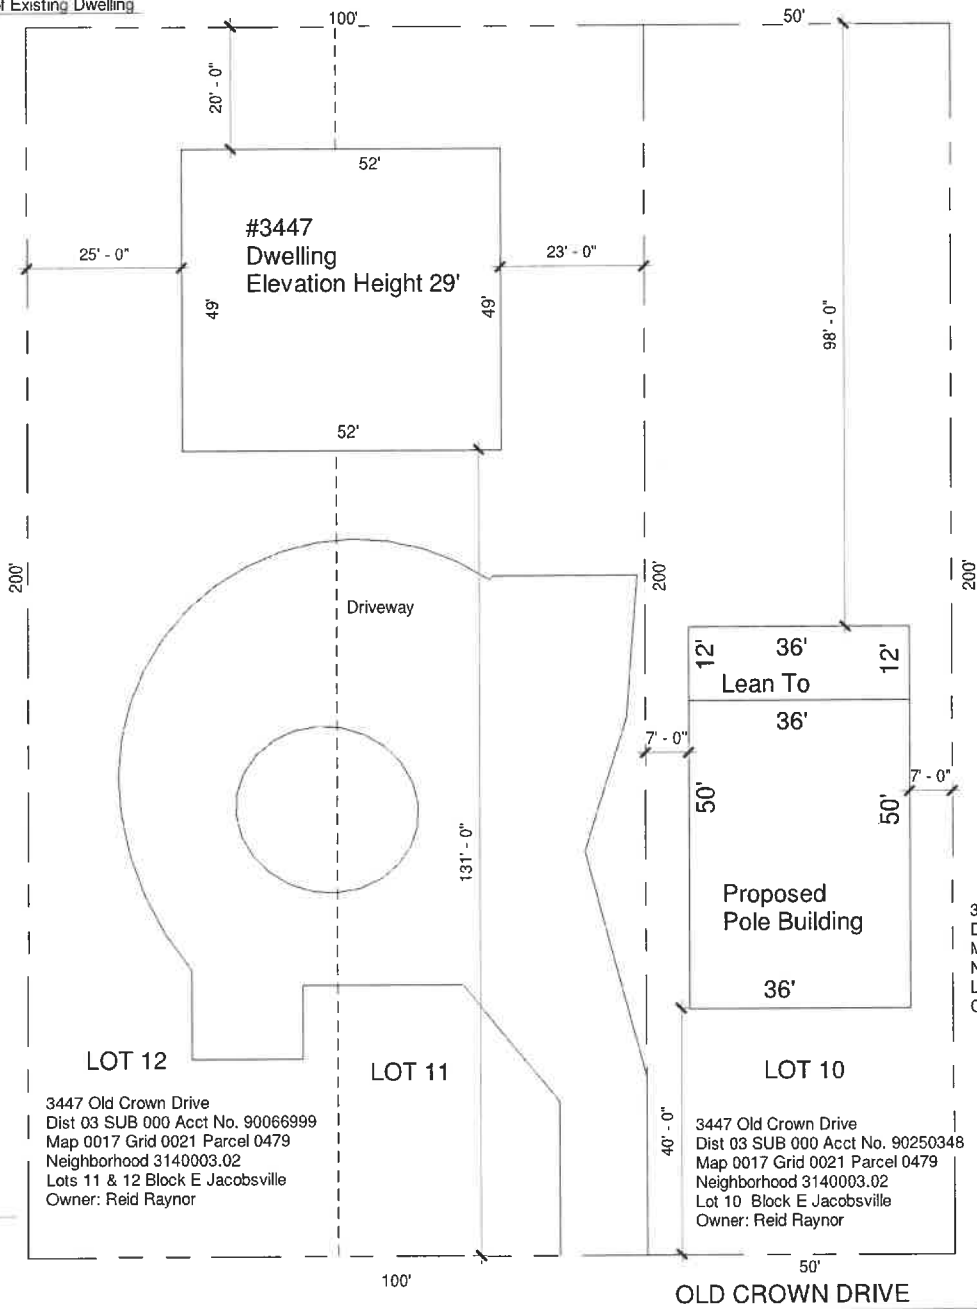 of Existing Dwelling
100'
50'
20' - 0"
52'
#3447
Dwelling
Elevation Height 29'
25' - 0"
23' - 0"
49'
49'
98' - 0"
52'
200'
200'
200'
Driveway
12'
36'
12'
Lean To
36'
7' - 0"
7' - 0"
50'
50'
131' - 0"
Proposed
Pole Building
36'
LOT 12
LOT 11
LOT 10
3447 Old Crown Drive
Dist 03 SUB 000 Acct No. 90066999
Map 0017 Grid 0021 Parcel 0479
Neighborhood 3140003.02
Lots 11 & 12 Block E Jacobsville
Owner: Reid Raynor
40' - 0"
3447 Old Crown Drive
Dist 03 SUB 000 Acct No. 90250348
Map 0017 Grid 0021 Parcel 0479
Neighborhood 3140003.02
Lot 10 Block E Jacobsville
Owner: Reid Raynor
100'
50'
OLD CROWN DRIVE